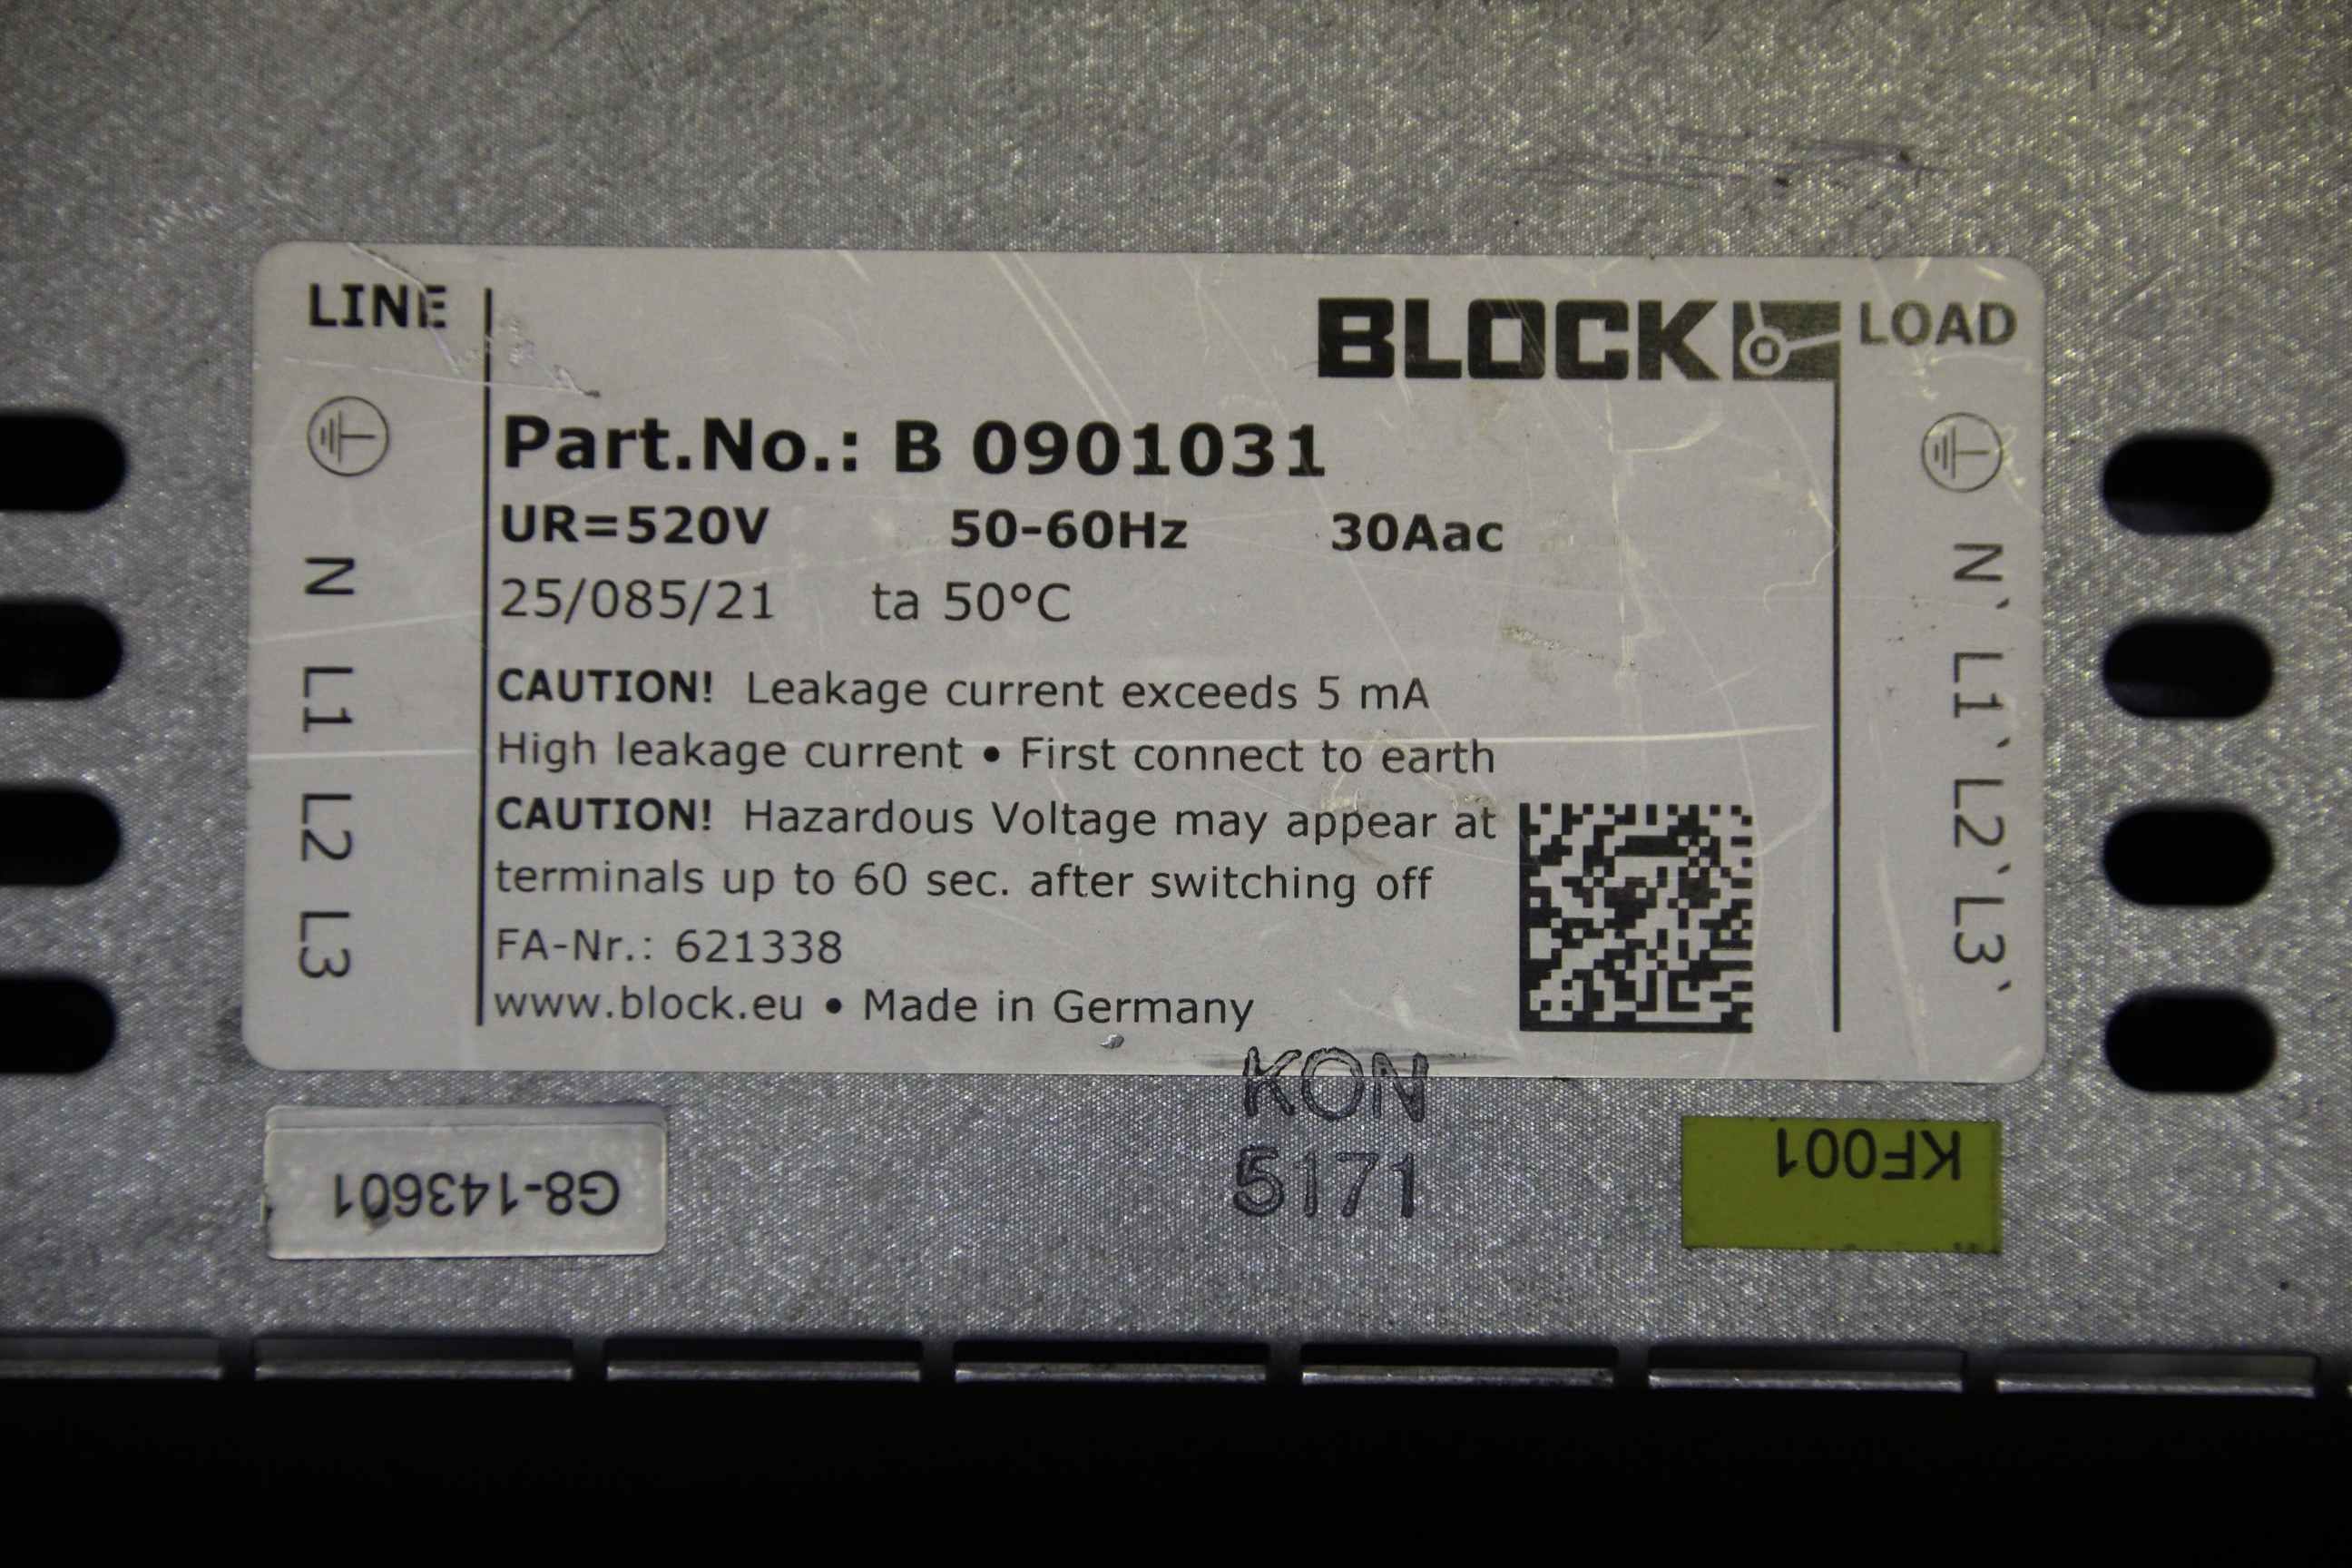 LINE
BLOCK
LOAD
Part.No.: B 0901031
UR=520V 50-60Hz 30Aac
25/085/21 ta 50°C
CAUTION! Leakage current exceeds 5 mA
High leakage current • First connect to earth
CAUTION! Hazardous Voltage may appear at
terminals up to 60 sec. after switching off
FA-Nr.: 621338
www.block.eu • Made in Germany
N L1 L2 L3
N` L1` L2` L3`
KON
5171
G8-143601
KF001